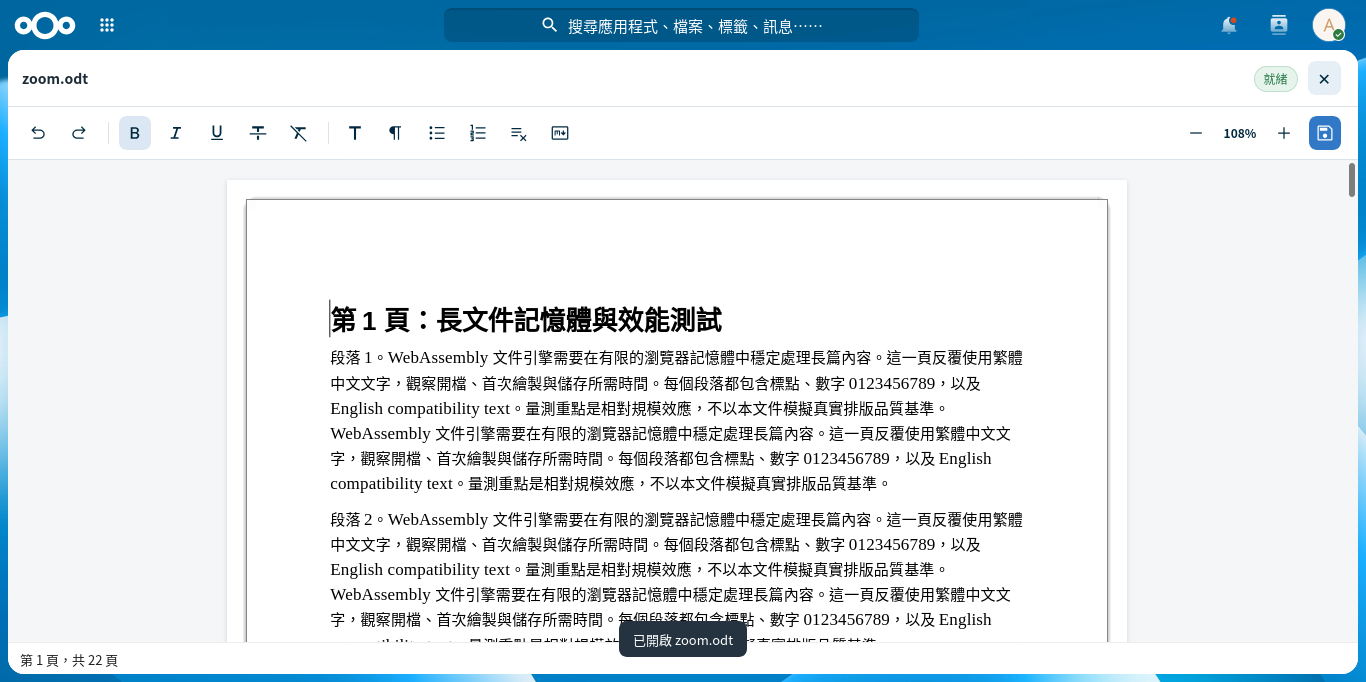 搜尋應用程式、檔案、標籤、訊息……
A
zoom.odt
就緒
108%
第 1 頁：長文件記憶體與效能測試
段落 1。WebAssembly 文件引擎需要在有限的瀏覽器記憶體中穩定處理長篇內容。這一頁反覆使用繁體
中文文字，觀察開檔、首次繪製與儲存所需時間。每個段落都包含標點、數字 0123456789，以及
English compatibility text。量測重點是相對規模效應，不以本文件模擬真實排版品質基準。
WebAssembly 文件引擎需要在有限的瀏覽器記憶體中穩定處理長篇內容。這一頁反覆使用繁體中文文
字，觀察開檔、首次繪製與儲存所需時間。每個段落都包含標點、數字 0123456789，以及 English
compatibility text。量測重點是相對規模效應，不以本文件模擬真實排版品質基準。
段落 2。WebAssembly 文件引擎需要在有限的瀏覽器記憶體中穩定處理長篇內容。這一頁反覆使用繁體
中文文字，觀察開檔、首次繪製與儲存所需時間。每個段落都包含標點、數字 0123456789，以及
English compatibility text。量測重點是相對規模效應，不以本文件模擬真實排版品質基準。
WebAssembly 文件引擎需要在有限的瀏覽器記憶體中穩定處理長篇內容。這一頁反覆使用繁體中文文
字，觀察開檔、首次繪製與儲存所需時間。每個段落都包含標點、數字 0123456789，以及 English
已開啟 zoom.odt
第 1 頁，共 22 頁